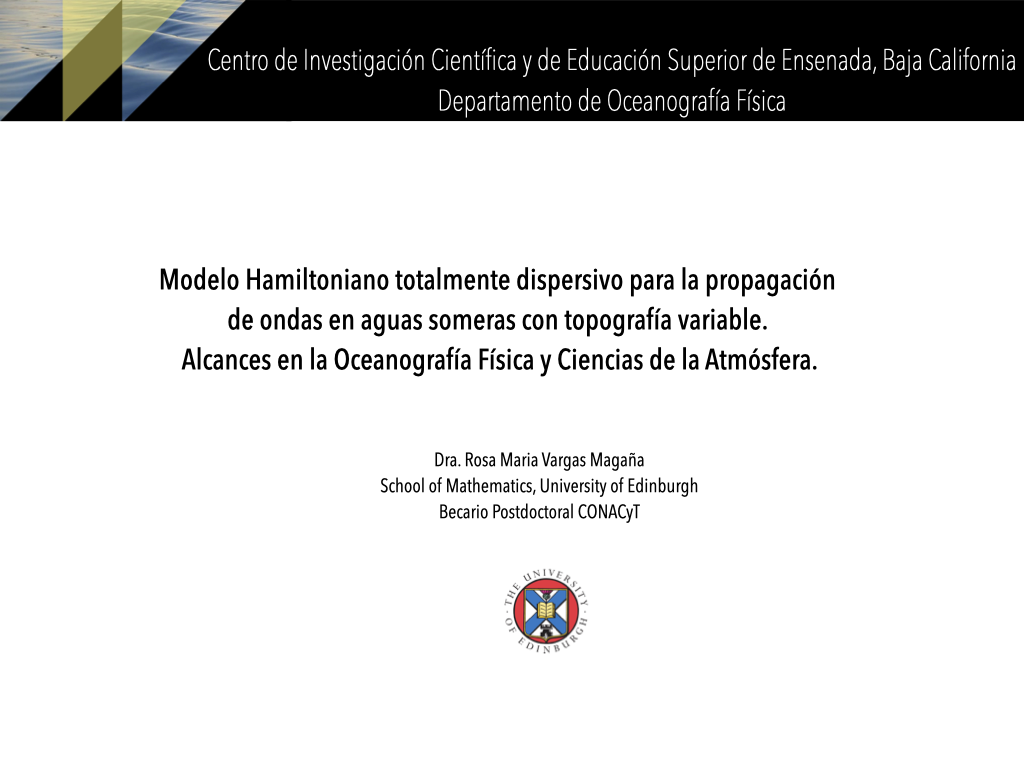 Centro de Investigación Científica y de Educación Superior de Ensenada, Baja California
Departamento de Oceanografía Física
Modelo Hamiltoniano totalmente dispersivo para la propagación
de ondas en aguas someras con topografía variable.
Alcances en la Oceanografía Física y Ciencias de la Atmósfera.
Dra. Rosa Maria Vargas Magaña
School of Mathematics, University of Edinburgh
Becario Postdoctoral CONACyT
THE UNIVERSITY
OF EDINBURGH